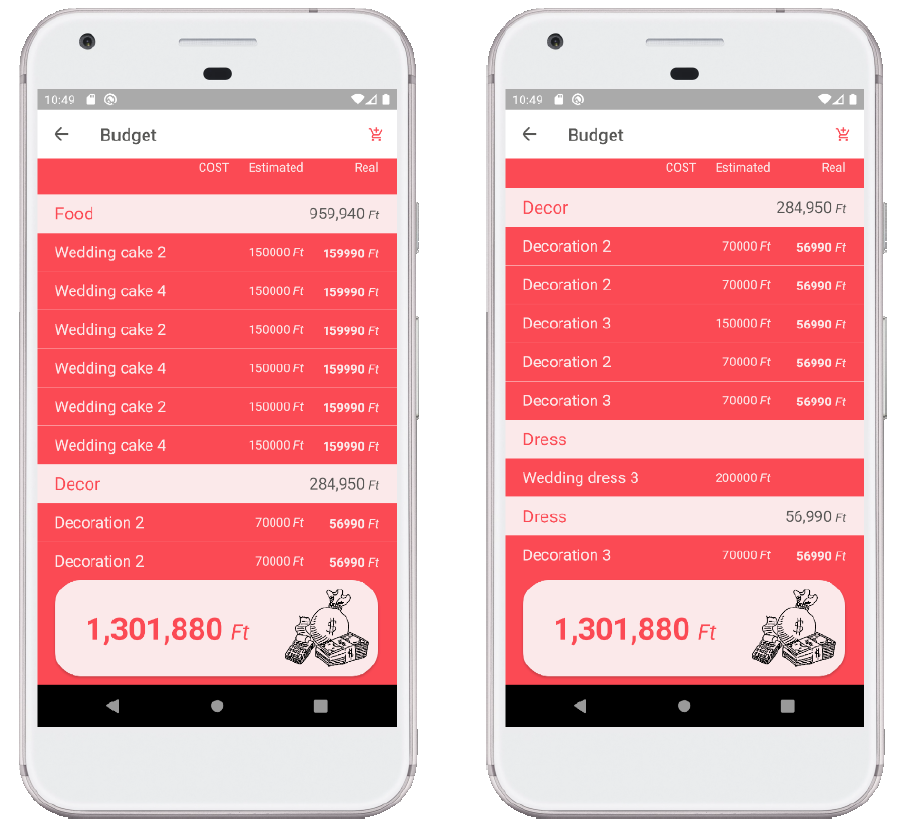 10:49
Budget
COST Estimated Real
Food 959,940 Ft
Wedding cake 2 150000 Ft 159990 Ft
Wedding cake 4 150000 Ft 159990 Ft
Wedding cake 2 150000 Ft 159990 Ft
Wedding cake 4 150000 Ft 159990 Ft
Wedding cake 2 150000 Ft 159990 Ft
Wedding cake 4 150000 Ft 159990 Ft
Decor 284,950 Ft
Decoration 2 70000 Ft 56990 Ft
Decoration 2 70000 Ft 56990 Ft
1,301,880 Ft
$
10:49
Budget
COST Estimated Real
Decor 284,950 Ft
Decoration 2 70000 Ft 56990 Ft
Decoration 2 70000 Ft 56990 Ft
Decoration 3 150000 Ft 56990 Ft
Decoration 2 70000 Ft 56990 Ft
Decoration 3 70000 Ft 56990 Ft
Dress
Wedding dress 3 200000 Ft
Dress 56,990 Ft
Decoration 3 70000 Ft 56990 Ft
1,301,880 Ft
$